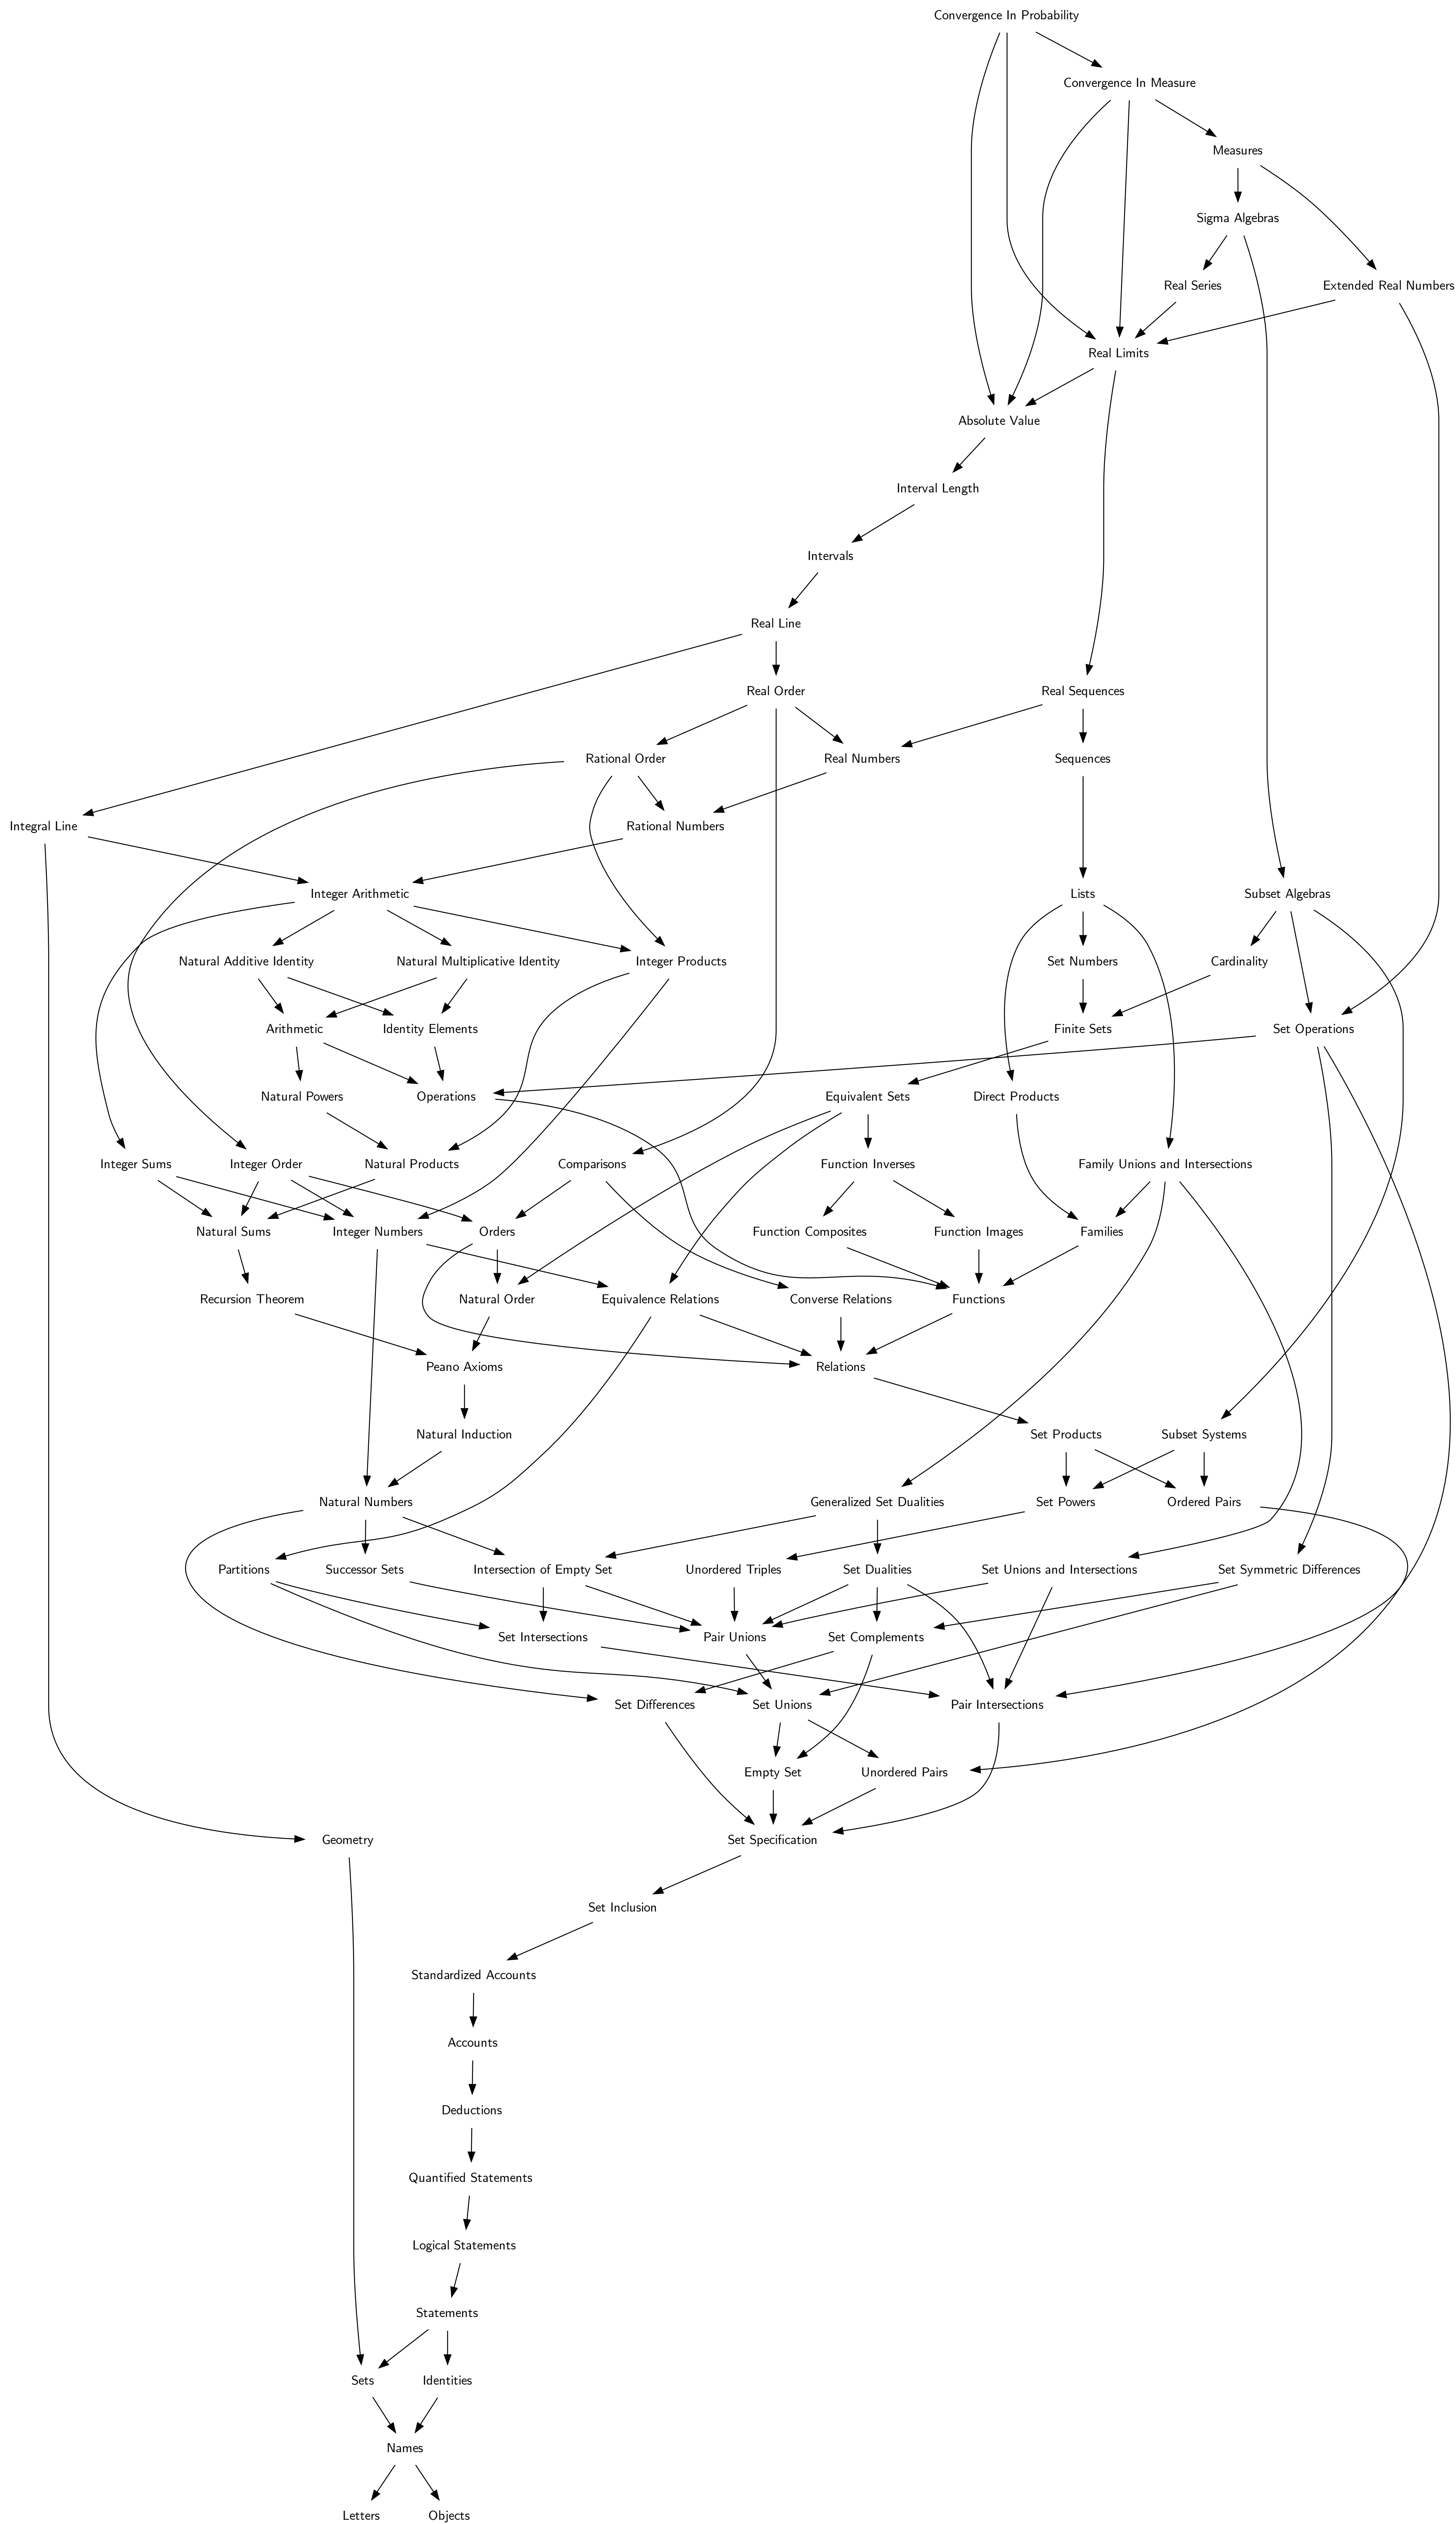 Convergence In Probability
Convergence In Measure
Measures
Sigma Algebras
Real Series
Extended Real Numbers
Real Limits
Absolute Value
Interval Length
Intervals
Real Line
Real Order
Real Sequences
Rational Order
Real Numbers
Sequences
Integral Line
Rational Numbers
Integer Arithmetic
Lists
Subset Algebras
Natural Additive Identity
Natural Multiplicative Identity
Integer Products
Set Numbers
Cardinality
Arithmetic
Identity Elements
Finite Sets
Set Operations
Natural Powers
Operations
Equivalent Sets
Direct Products
Integer Sums
Integer Order
Natural Products
Comparisons
Function Inverses
Family Unions and Intersections
Natural Sums
Integer Numbers
Orders
Function Composites
Function Images
Families
Recursion Theorem
Natural Order
Equivalence Relations
Converse Relations
Functions
Peano Axioms
Relations
Natural Induction
Set Products
Subset Systems
Natural Numbers
Generalized Set Dualities
Set Powers
Ordered Pairs
Partitions
Successor Sets
Intersection of Empty Set
Unordered Triples
Set Dualities
Set Unions and Intersections
Set Symmetric Differences
Set Intersections
Pair Unions
Set Complements
Set Differences
Set Unions
Pair Intersections
Empty Set
Unordered Pairs
Geometry
Set Specification
Set Inclusion
Standardized Accounts
Accounts
Deductions
Quantified Statements
Logical Statements
Statements
Sets
Identities
Names
Letters
Objects